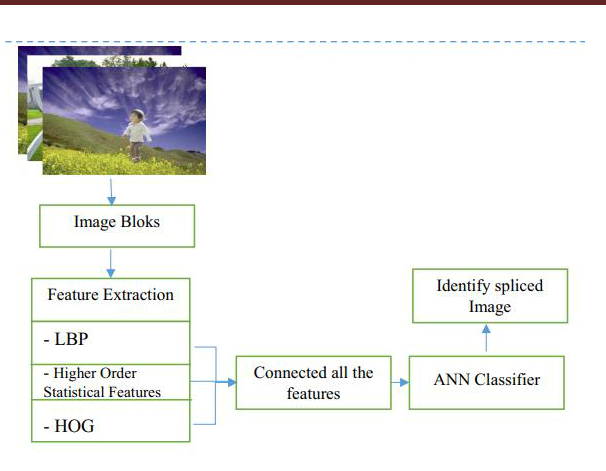 Image Bloks
Feature Extraction
- LBP
- Higher Order
Statistical Features
- HOG
Connected all the
features
ANN Classifier
Identify spliced
Image